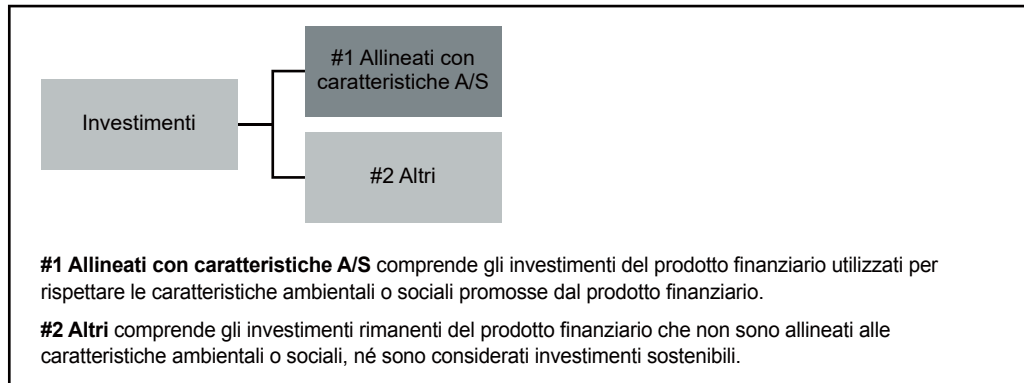 #1 Allineati con
caratteristiche A/S
Investimenti
#2 Altri
#1 Allineati con caratteristiche A/S comprende gli investimenti del prodotto finanziario utilizzati per
rispettare le caratteristiche ambientali o sociali promosse dal prodotto finanziario.
#2 Altri comprende gli investimenti rimanenti del prodotto finanziario che non sono allineati alle
caratteristiche ambientali o sociali, né sono considerati investimenti sostenibili.